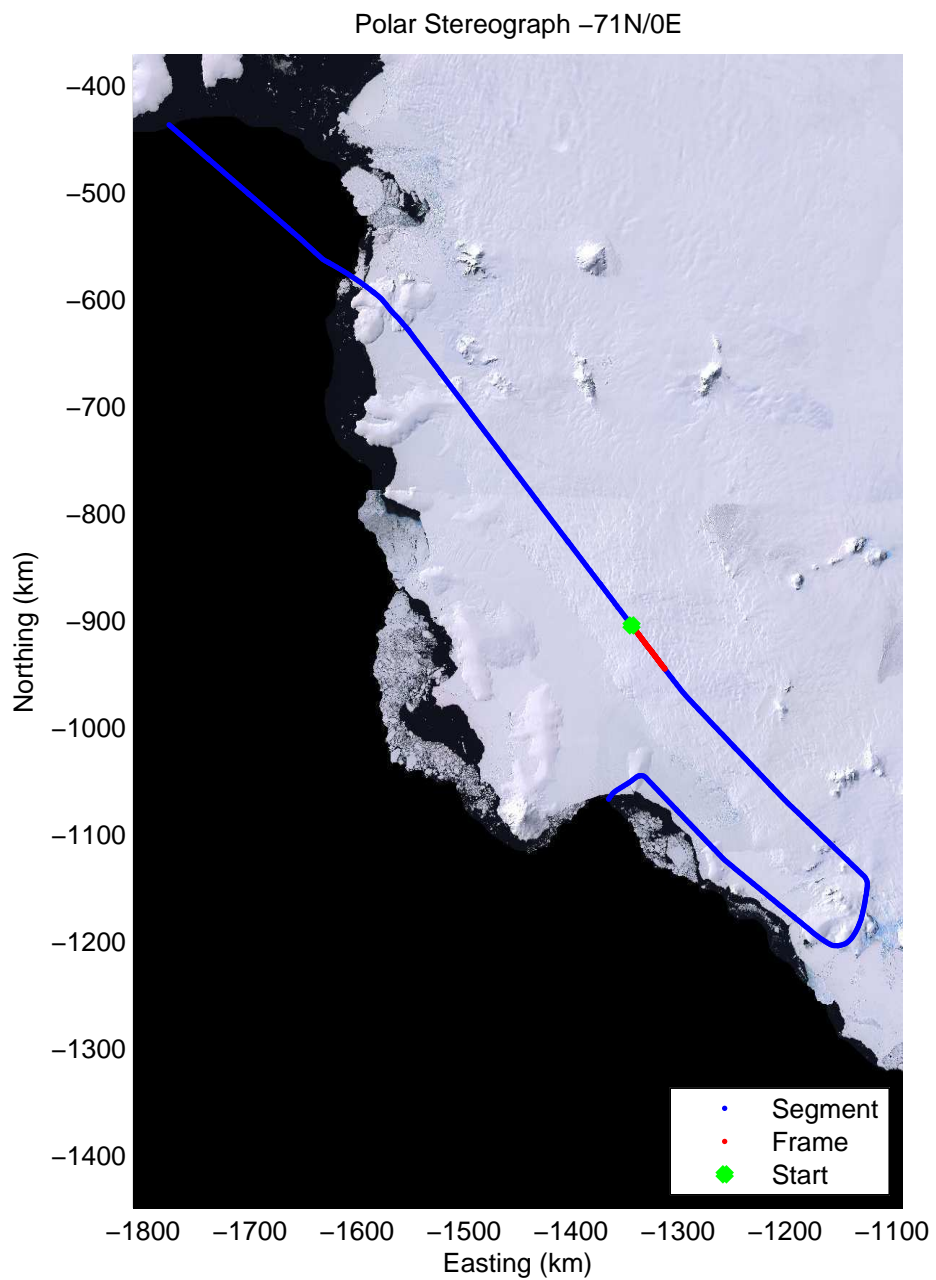 Polar Stereograph −71N/0E
−400
−500
−600
−700
−800
−900
−1000
−1100
−1200
−1300
−1400
Northing (km)
Segment
Frame
Start
−1800 −1700 −1600 −1500 −1400 −1300 −1200 −1100
Easting (km)